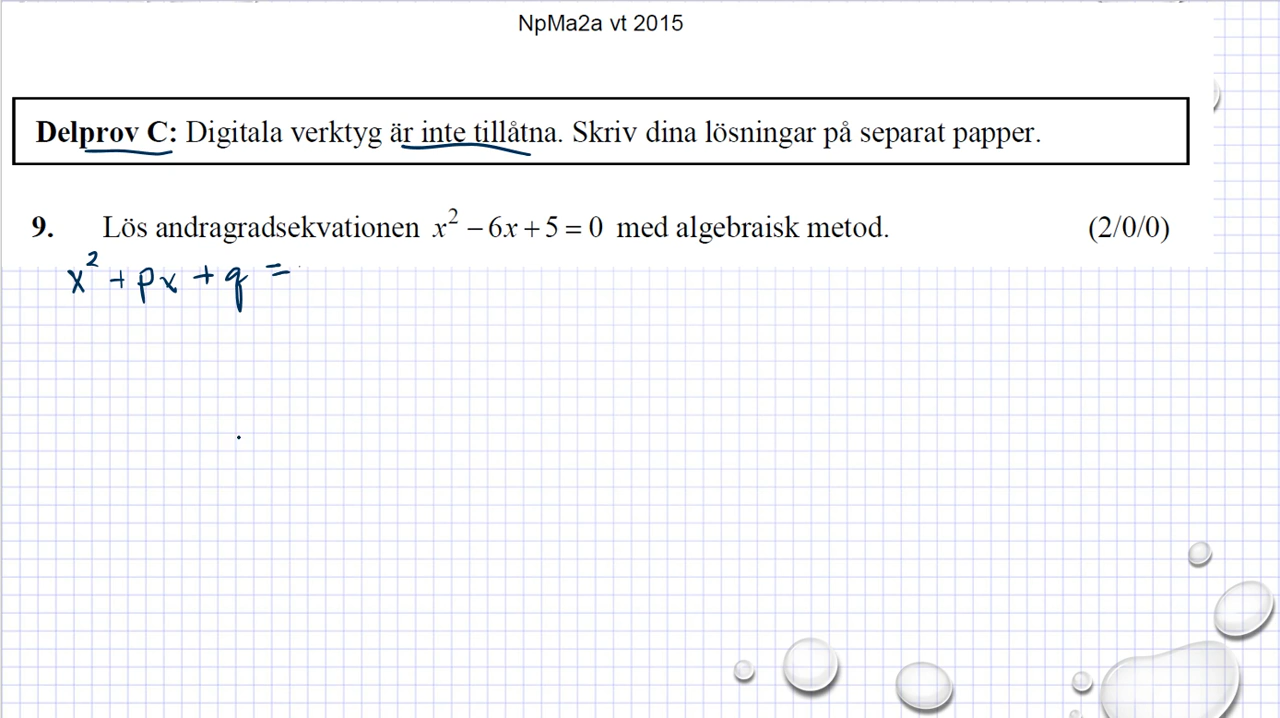 NpMa2a vt 2015
Delprov C: Digitala verktyg är inte tillåtna. Skriv dina lösningar på separat papper.
9. Lös andragradsekvationen x² − 6x + 5 = 0 med algebraisk metod. (2/0/0)
x² + px + q =